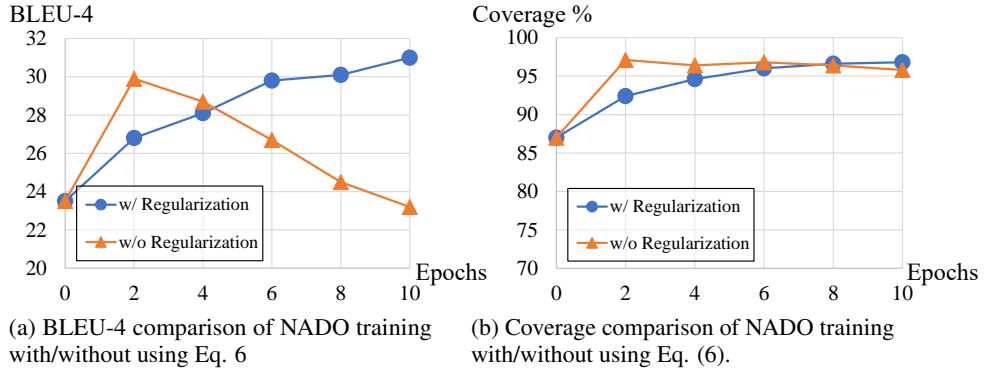 BLEU-4
32
30
28
26
24
22
20
w/ Regularization
w/o Regularization
0 2 4 6 8 10
Epochs
(a) BLEU-4 comparison of NADO training
with/without using Eq. 6
Coverage %
100
95
90
85
80
75
70
w/ Regularization
w/o Regularization
0 2 4 6 8 10
Epochs
(b) Coverage comparison of NADO training
with/without using Eq. (6).